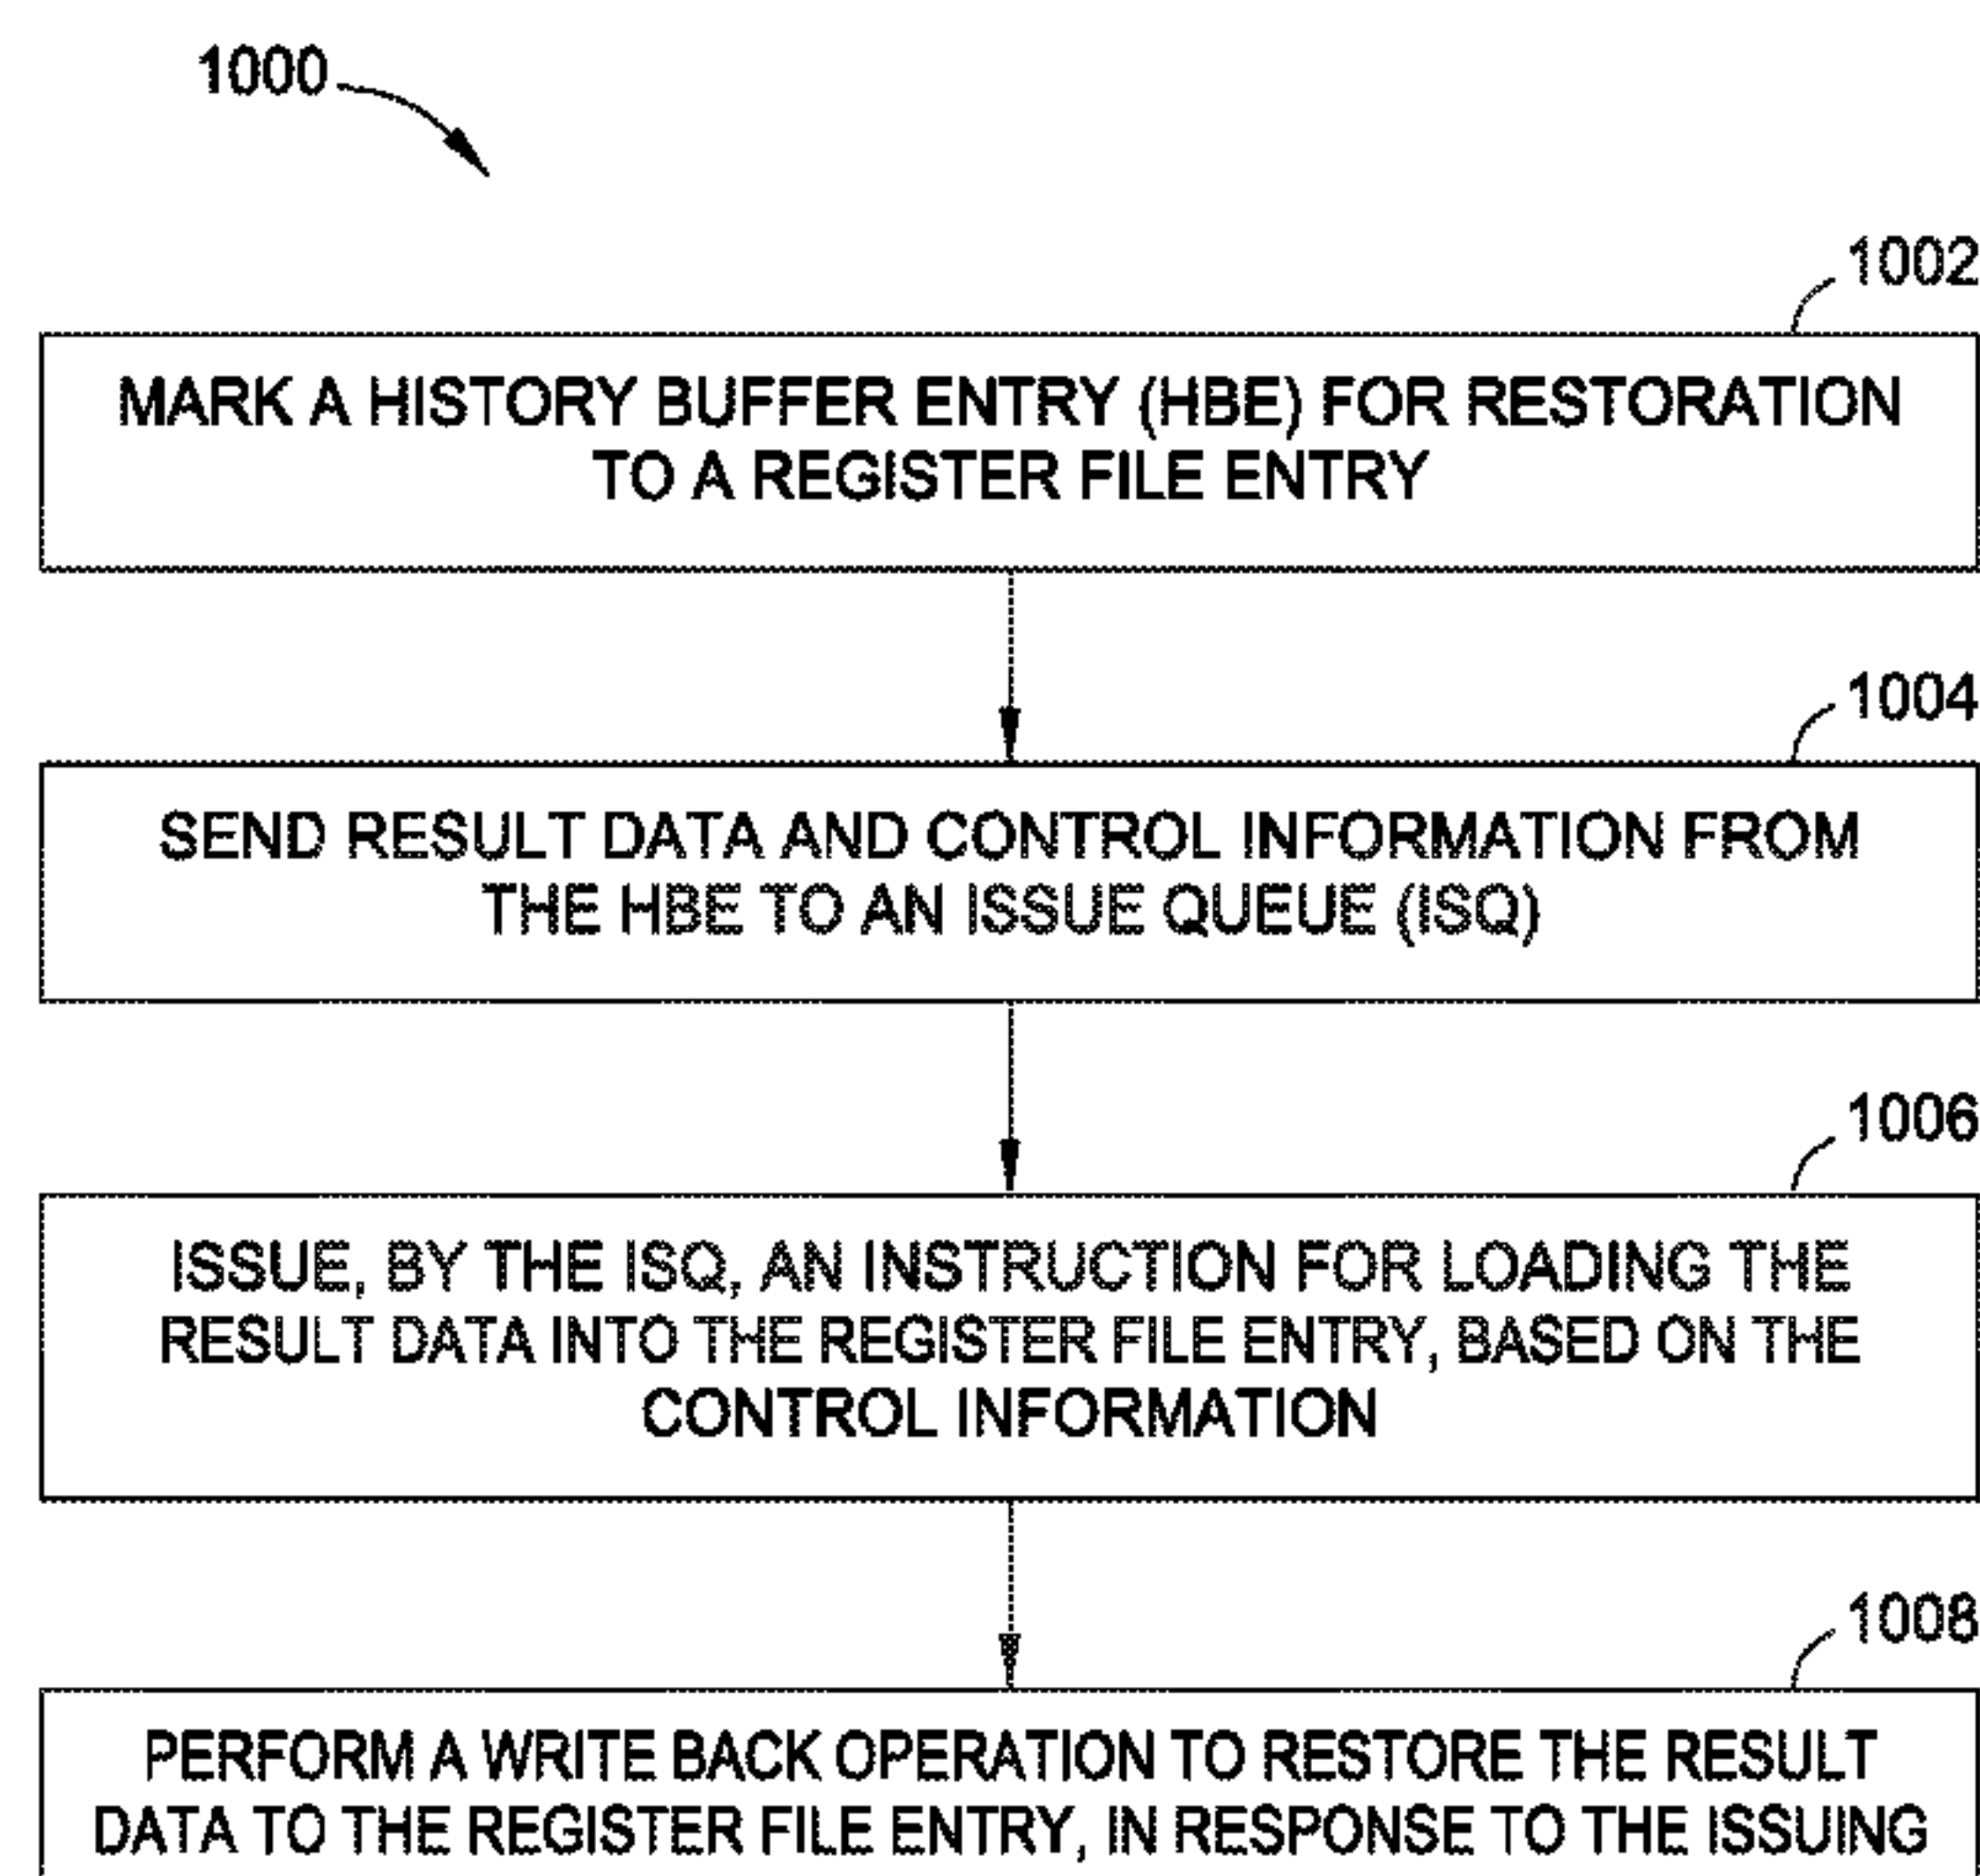 1000
1002
MARK A HISTORY BUFFER ENTRY (HBE) FOR RESTORATION
TO A REGISTER FILE ENTRY
1004
SEND RESULT DATA AND CONTROL INFORMATION FROM
THE HBE TO AN ISSUE QUEUE (ISQ)
1006
ISSUE, BY THE ISQ, AN INSTRUCTION FOR LOADING THE
RESULT DATA INTO THE REGISTER FILE ENTRY, BASED ON THE
CONTROL INFORMATION
1008
PERFORM A WRITE BACK OPERATION TO RESTORE THE RESULT
DATA TO THE REGISTER FILE ENTRY, IN RESPONSE TO THE ISSUING